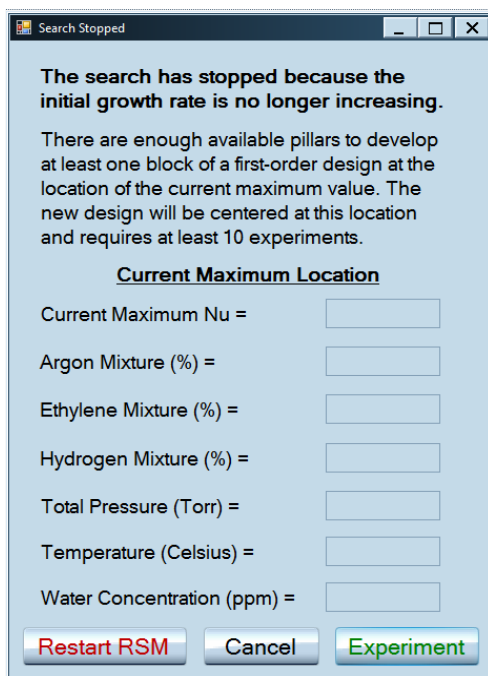 Search Stopped
The search has stopped because the
initial growth rate is no longer increasing.
There are enough available pillars to develop
at least one block of a first-order design at the
location of the current maximum value. The
new design will be centered at this location
and requires at least 10 experiments.
Current Maximum Location
Current Maximum Nu =
Argon Mixture (%) =
Ethylene Mixture (%) =
Hydrogen Mixture (%) =
Total Pressure (Torr) =
Temperature (Celsius) =
Water Concentration (ppm) =
Restart RSM Cancel Experiment